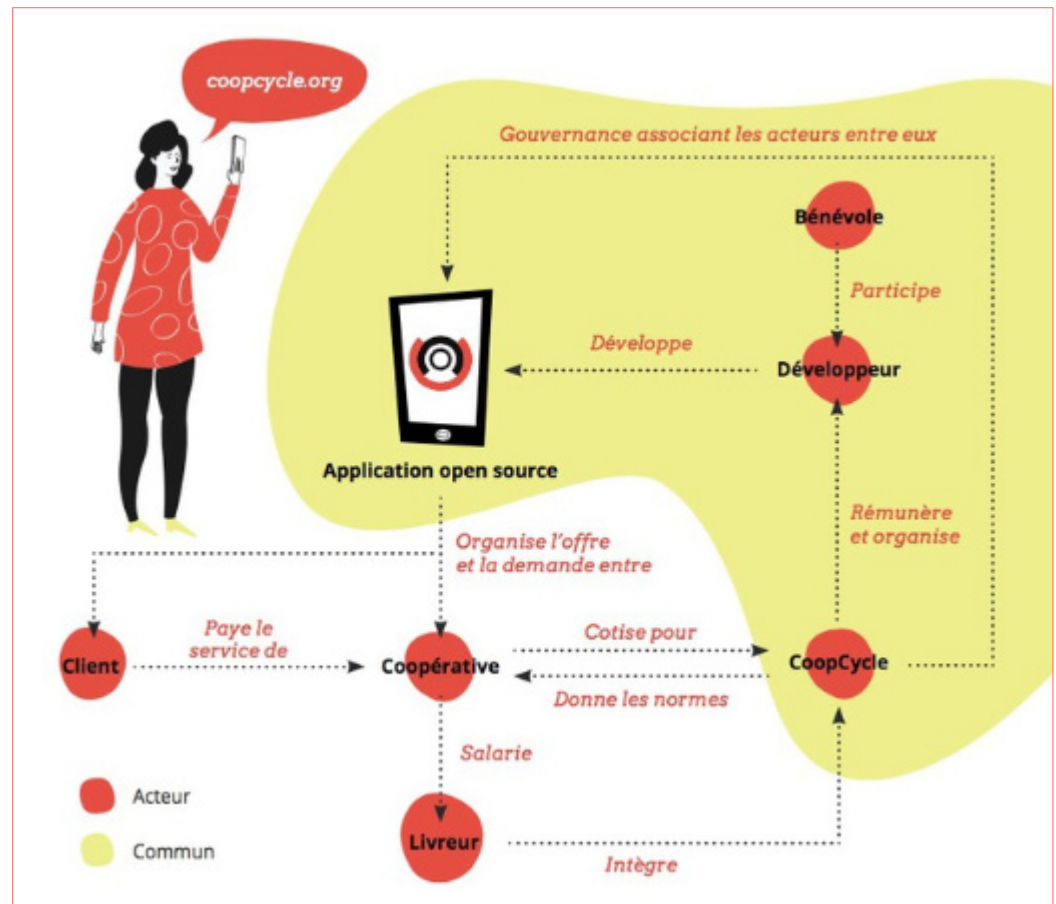 coopcycle.org
Gouvernance associant les acteurs entre eux
Bénévole
Participe
Développe
Développeur
Application open source
Rémunère
et organise
Organise l'offre
et la demande entre
Paye le
service de
Cotise pour
Client
Coopérative
CoopCycle
Donne les normes
Salarie
Acteur
Livreur
Commun
Intègre